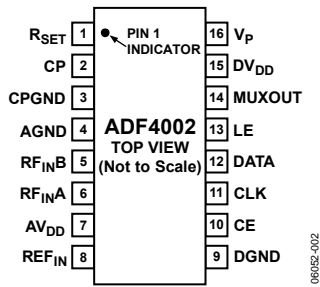 RSET 1 PIN 1 16 VP
INDICATOR
CP 2 15 DVDD
CPGND 3 14 MUXOUT
AGND 4 ADF4002 13 LE
TOP VIEW
RFINB 5 (Not to Scale) 12 DATA
RFINA 6 11 CLK
AVDD 7 10 CE
REFIN 8 9 DGND
06052-002